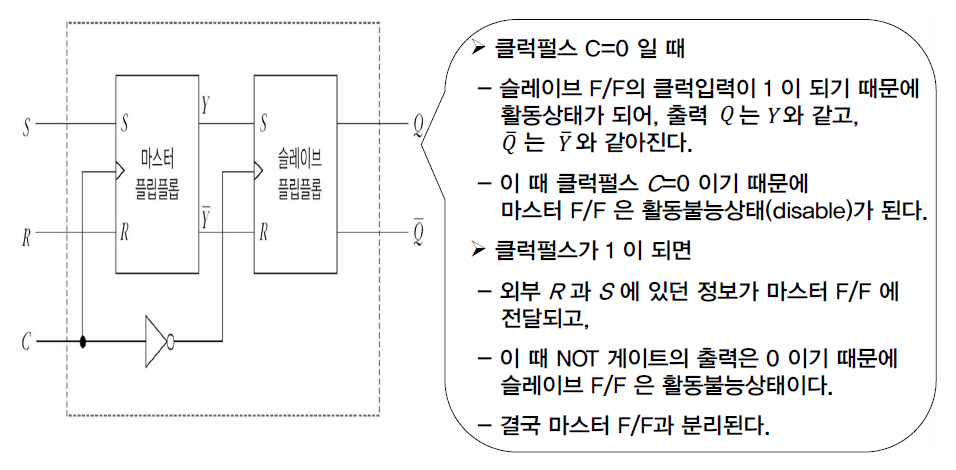 S
S
Y
S
Q
마스터
플립플롭
슬레이브
플립플롭
R
R
Y̅
R
Q̅
C
➢ 클럭펄스 C=0 일 때
– 슬레이브 F/F의 클럭입력이 1 이 되기 때문에
활동상태가 되어, 출력 Q 는 Y 와 같고,
Q̅ 는 Y̅ 와 같아진다.
– 이 때 클럭펄스 C=0 이기 때문에
마스터 F/F 은 활동불능상태(disable)가 된다.
➢ 클럭펄스가 1 이 되면
– 외부 R 과 S 에 있던 정보가 마스터 F/F 에
전달되고,
– 이 때 NOT 게이트의 출력은 0 이기 때문에
슬레이브 F/F 은 활동불능상태이다.
– 결국 마스터 F/F과 분리된다.